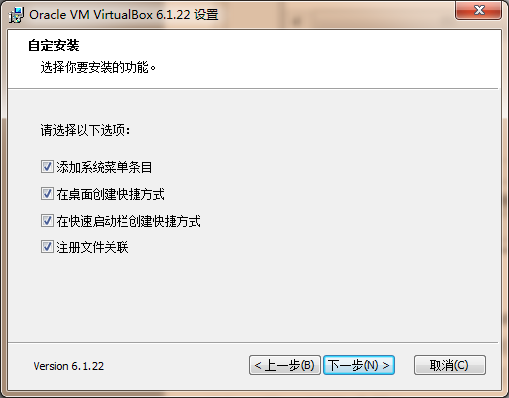 Oracle VM VirtualBox 6.1.22 设置
自定安装
选择你要安装的功能。
请选择以下选项:
添加系统菜单条目
在桌面创建快捷方式
在快速启动栏创建快捷方式
注册文件关联
Version 6.1.22
< 上一步(B) 下一步(N) > 取消(C)